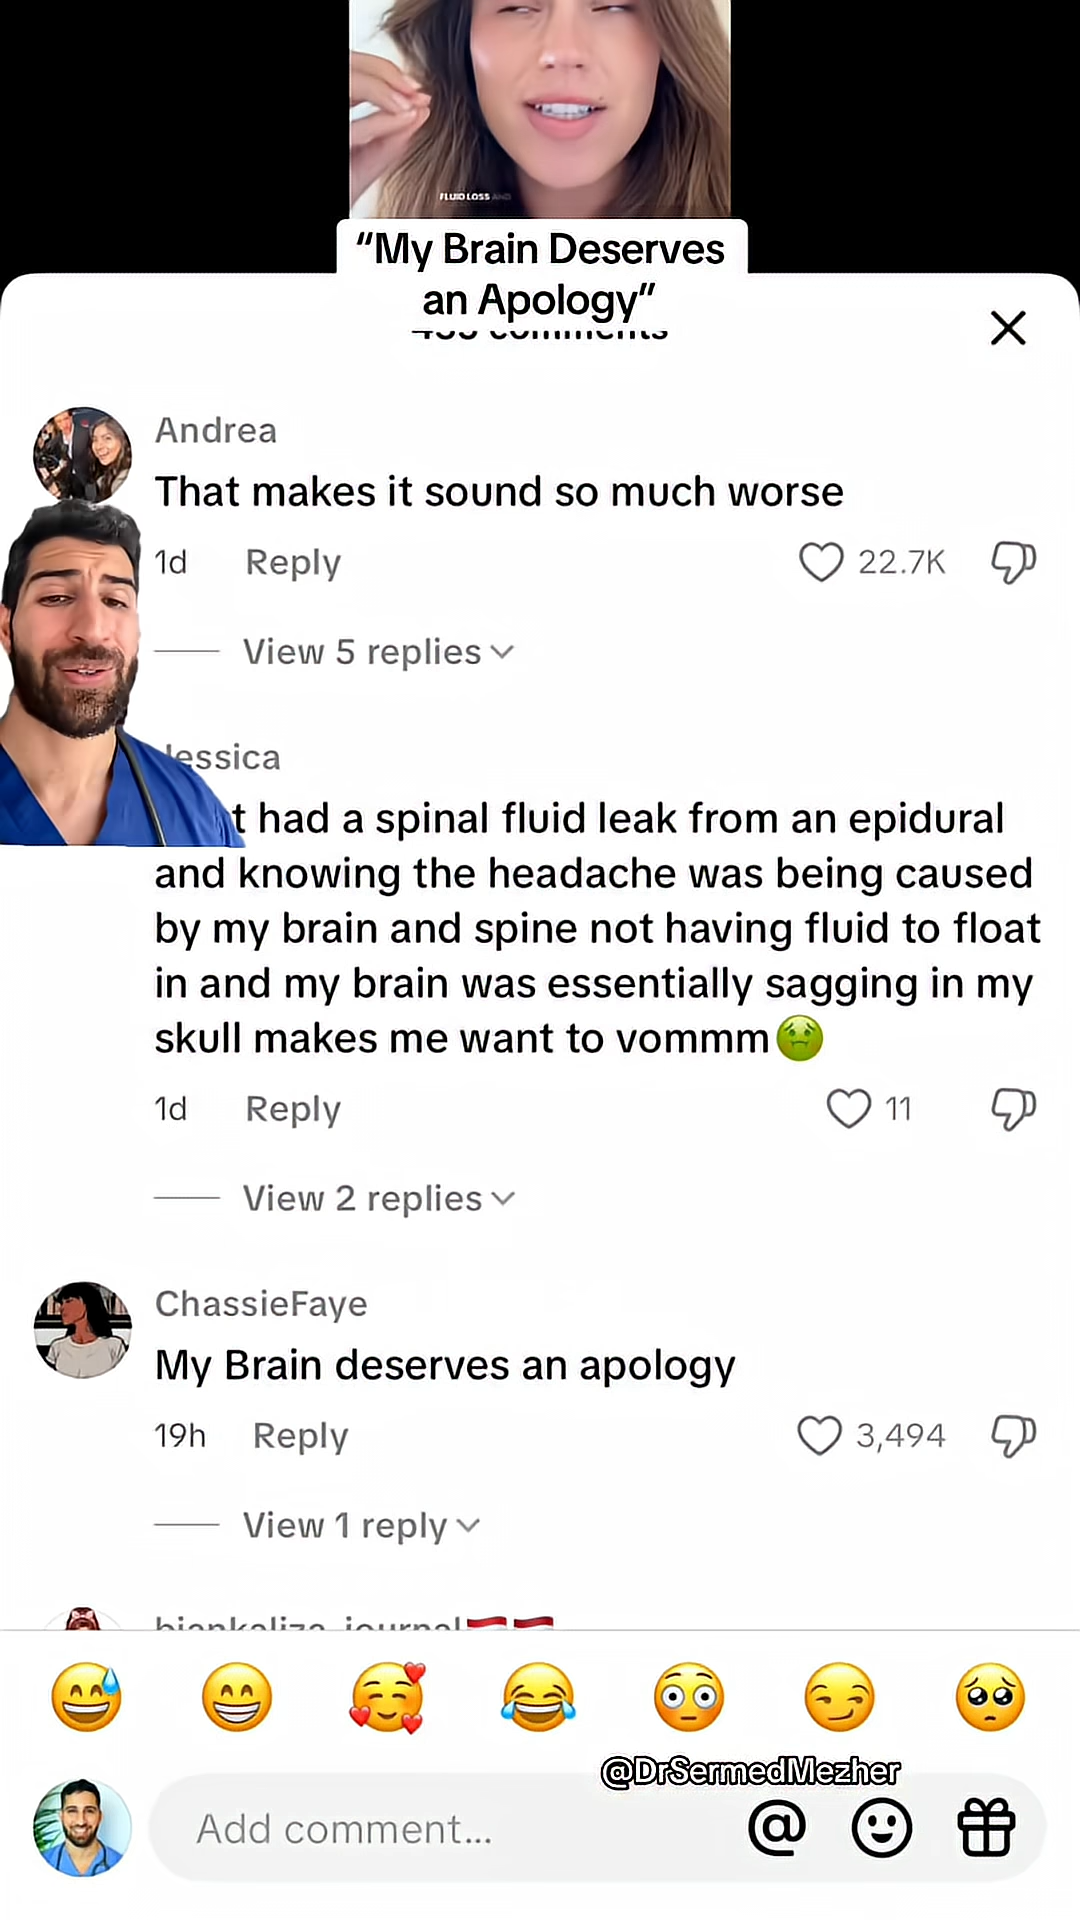 FLUID LOSS AND
“My Brain Deserves
an Apology”
comments
Andrea
That makes it sound so much worse
1d Reply 22.7K
View 5 replies
Jessica
had a spinal fluid leak from an epidural
and knowing the headache was being caused
by my brain and spine not having fluid to float
in and my brain was essentially sagging in my
skull makes me want to vommm🤢
1d Reply 11
View 2 replies
ChassieFaye
My Brain deserves an apology
19h Reply 3,494
View 1 reply
@DrSermedMezher
Add comment...